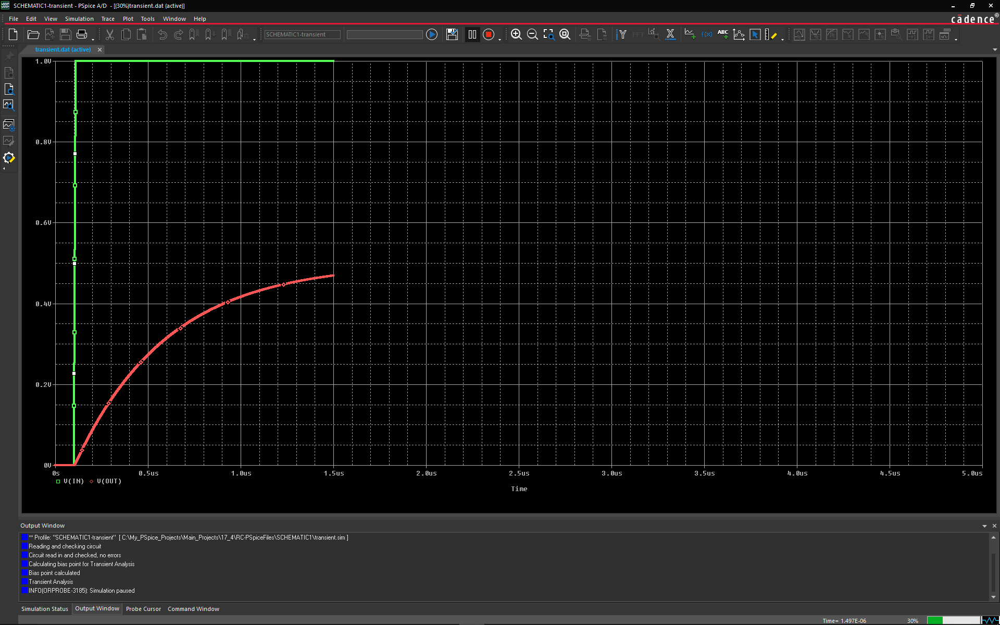 SCHEMATIC1-transient - PSpice A/D - [(30%)transient.dat (active)]
File Edit View Simulation Trace Plot Tools Window Help
cādence®
SCHEMATIC1-transient
iY FFT X f(x) ABC
transient.dat (active)
1.0V
0.8V
0.6V
0.4V
0.2V
0V
0s 0.5us 1.0us 1.5us 2.0us 2.5us 3.0us 3.5us 4.0us 4.5us 5.0us
V(IN) V(OUT)
Time
Output Window
** Profile: "SCHEMATIC1-transient" [ C:\My_PSpice_Projects\Main_Projects\17_4\RC-PSpiceFiles\SCHEMATIC1\transient.sim ]
Reading and checking circuit
Circuit read in and checked, no errors
Calculating bias point for Transient Analysis
Bias point calculated
Transient Analysis
INFO(ORPROBE-3185): Simulation paused
Simulation Status Output Window Probe Cursor Command Window
Time= 1.497E-06 30%